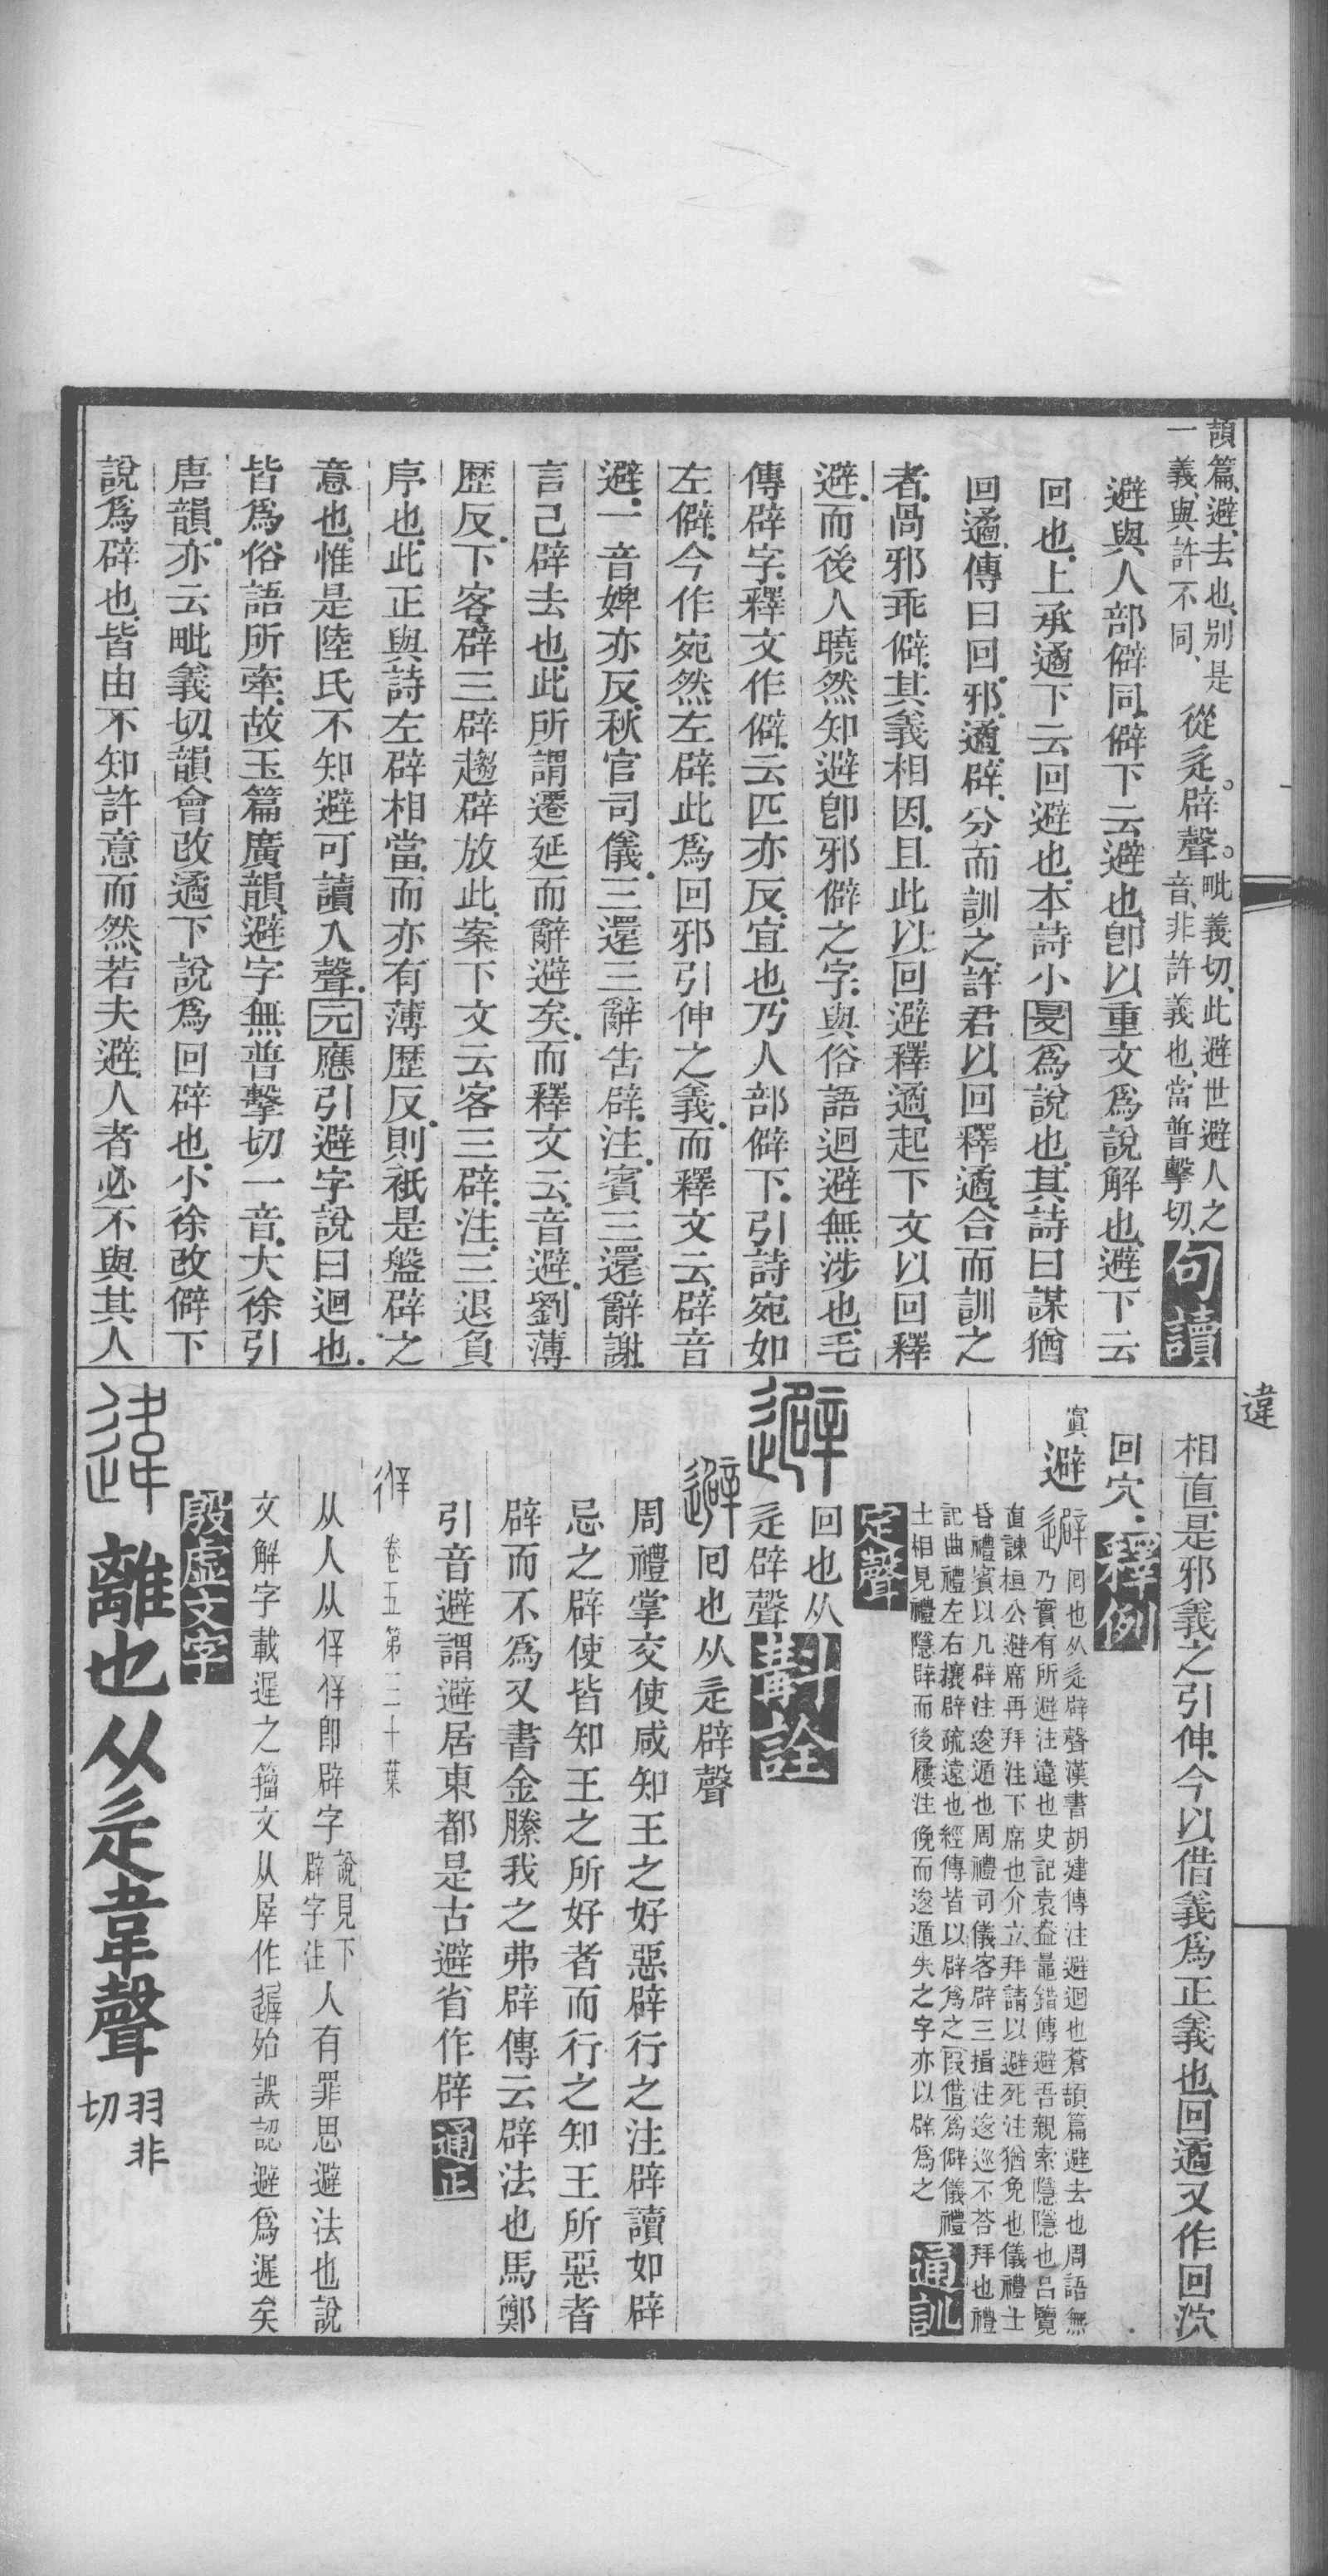 頡篇、避、去也、别是
一義、與許不同、
從辵。辟聲。
毗義切、此避世避人之
音、非許義也、當普擊切、
句讀
避與人部僻同、僻下云避也、卽以重文爲說解也、避下云
回也、上承遹下云回避也、本詩小旻爲說也、其詩曰謀猶
回遹、傳曰回、邪、遹、辟、分而訓之、許君以回釋遹、合而訓之
者、咼邪乖僻、其義相因、且此以回避釋遹、起下文以回釋
避、而後人曉然知避卽邪僻之字、與俗語迴避無涉也、毛
傳辟字、釋文作僻、云匹亦反、宜也、乃人部僻下、引詩宛如
左僻、今作宛然左辟、此爲回邪引伸之義、而釋文云、辟音
避、一音婢亦反、秋官司儀、三還三辭告辟、注、賓三還辭謝、
言己辟去也、此所謂遷延而辭避矣、而釋文云、音避、劉薄
歷反、下客辟三辟趨辟放此、案下文云客三辟、注、三退負
序也、此正與詩左辟相當、而亦有薄歷反、則祇是盤辟之
意也、惟是陸氏不知避可讀入聲、元應引避字說曰迴也、
皆爲俗語所牽、故玉篇廣韻、避字無普擊切一音、大徐引
唐韻、亦云毗義切、韻會改遹下說爲回辟也、小徐改僻下
說爲辟也、皆由不知許意而然、若夫避人者必不與其人
違
相直、是邪義之引伸、今以借義爲正義也、回遹又作回泬
回穴、
釋例
寘
避
避
回也从辵辟聲漢書胡建傳注避迴也蒼頡篇避去也周語無
乃實有所避注違也史記袁盎鼂錯傳避吾親索隱隱也呂覽
直諫桓公避席再拜注下席也介立拜請以避死注猶免也儀禮士
昏禮賓以几辟注逡遁也周禮司儀客辟三揖注逡巡不荅拜也禮
記曲禮左右攘辟疏遠也經傳皆以辟爲之叚借爲僻儀禮
士相見禮隱辟而後屨注俛而逡遁失之字亦以辟爲之
通訓
定聲
避
回也从
辵辟聲
斠詮
避
回也从辵辟聲
周禮掌交使咸知王之好惡辟行之注辟讀如辟
忌之辟使皆知王之所好者而行之知王所惡者
辟而不爲又書金縢我之弗辟傳云辟法也馬鄭
引音避謂避居東都是古避省作辟
通正
卷五第三十葉
从人从䇂䇂卽辟字
說見下
辟字注
人有罪思避法也說
文解字載遲之籀文从屖作始誤認避爲遲矣
殷虛文字
違
離也从辵韋聲
羽非
切